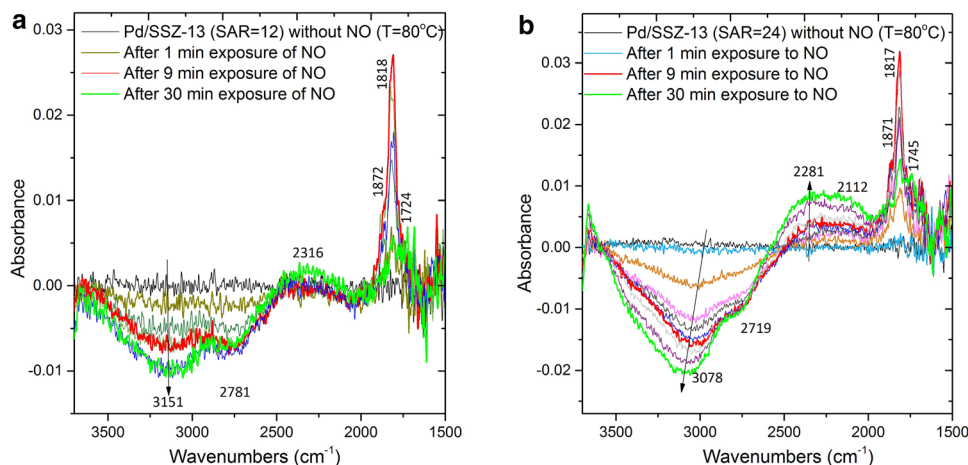 a
Pd/SSZ-13 (SAR=12) without NO (T=80°C)
After 1 min exposure of NO
After 9 min exposure of NO
After 30 min exposure of NO
1818
1872
1724
2316
3151
2781
Absorbance
0.03
0.02
0.01
0.00
-0.01
3500
3000
2500
2000
1500
Wavenumbers (cm⁻¹)
b
Pd/SSZ-13 (SAR=24) without NO (T=80°C)
After 1 min exposure to NO
After 9 min exposure to NO
After 30 min exposure to NO
1817
1871
1745
2281
2112
2719
3078
Absorbance
0.03
0.02
0.01
0.00
-0.01
-0.02
3500
3000
2500
2000
1500
Wavenumbers (cm⁻¹)